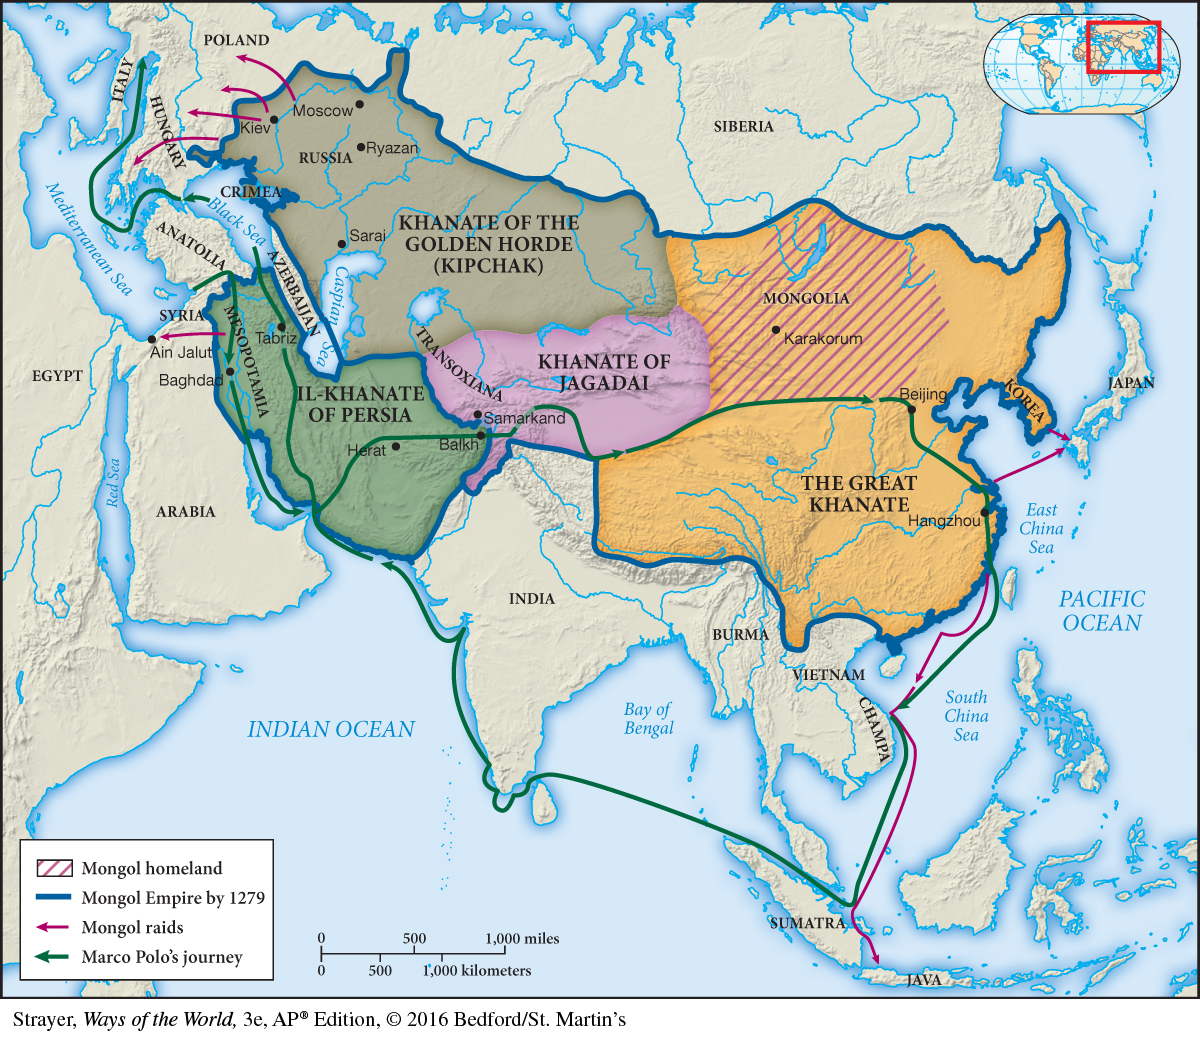 POLAND
ITALY
HUNGARY
Moscow
Kiev
RUSSIA
Ryazan
SIBERIA
CRIMEA
Mediterranean Sea
Black Sea
ANATOLIA
AZERBAIJAN
Sarai
KHANATE OF THE
GOLDEN HORDE
(KIPCHAK)
Caspian
Sea
MONGOLIA
Karakorum
SYRIA
MESOPOTAMIA
Tabriz
Ain Jalut
Baghdad
TRANSOXIANA
KHANATE OF
JAGADAI
EGYPT
IL-KHANATE
OF PERSIA
Samarkand
Balkh
Herat
Beijing
KOREA
JAPAN
Red Sea
ARABIA
THE GREAT
KHANATE
Hangzhou
East
China
Sea
INDIA
PACIFIC
OCEAN
BURMA
VIETNAM
CHAMPA
South
China
Sea
INDIAN OCEAN
Bay of
Bengal
SUMATRA
JAVA
Mongol homeland
Mongol Empire by 1279
Mongol raids
Marco Polo's journey
0 500 1,000 miles
0 500 1,000 kilometers
Strayer, Ways of the World, 3e, AP® Edition, © 2016 Bedford/St. Martin's